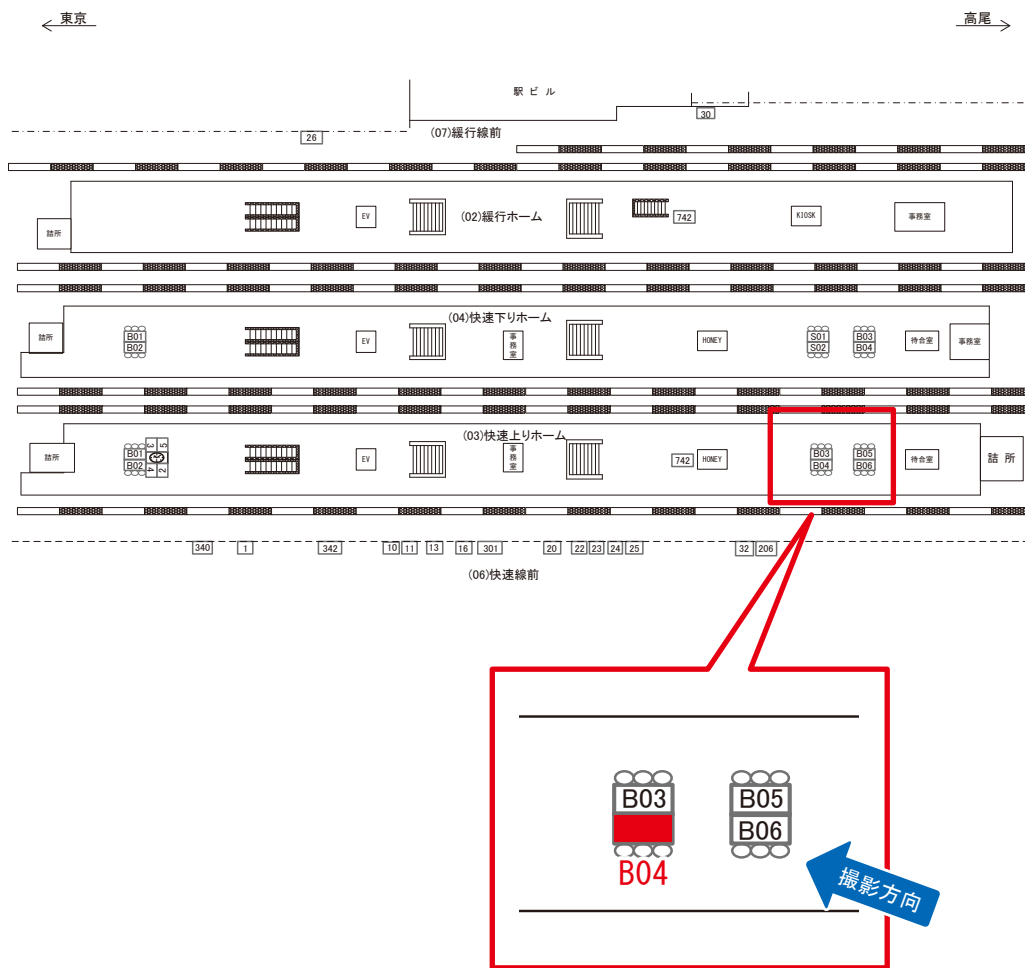 東京
高尾
駅ビル
30
26
(07)緩行線前
詰所
EV
(02)緩行ホーム
742
KIOSK
事務室
(04)快速下りホーム
詰所
B01
B02
EV
事務室
HONEY
S01
S02
B03
B04
待合室
事務室
(03)快速上りホーム
詰所
B01
B02
3 5
4 2
EV
事務室
742
HONEY
B03
B04
B05
B06
待合室
詰所
340
1
342
10
11
13
16
301
20
22
23
24
25
32
206
(06)快速線前
B03
B04
B05
B06
撮影方向